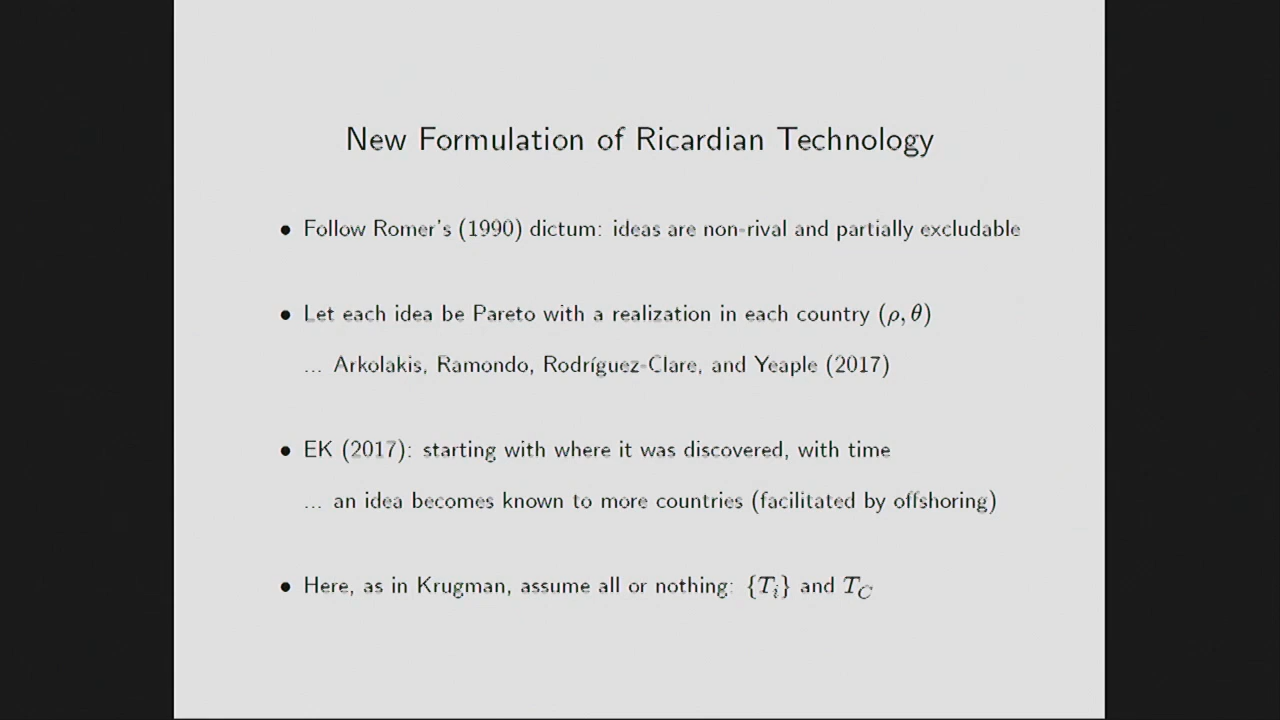 New Formulation of Ricardian Technology
• Follow Romer's (1990) dictum: ideas are non-rival and partially excludable
• Let each idea be Pareto with a realization in each country (ρ, θ)
... Arkolakis, Ramondo, Rodríguez-Clare, and Yeaple (2017)
• EK (2017): starting with where it was discovered, with time
... an idea becomes known to more countries (facilitated by offshoring)
• Here, as in Krugman, assume all or nothing: {T_i} and T_C